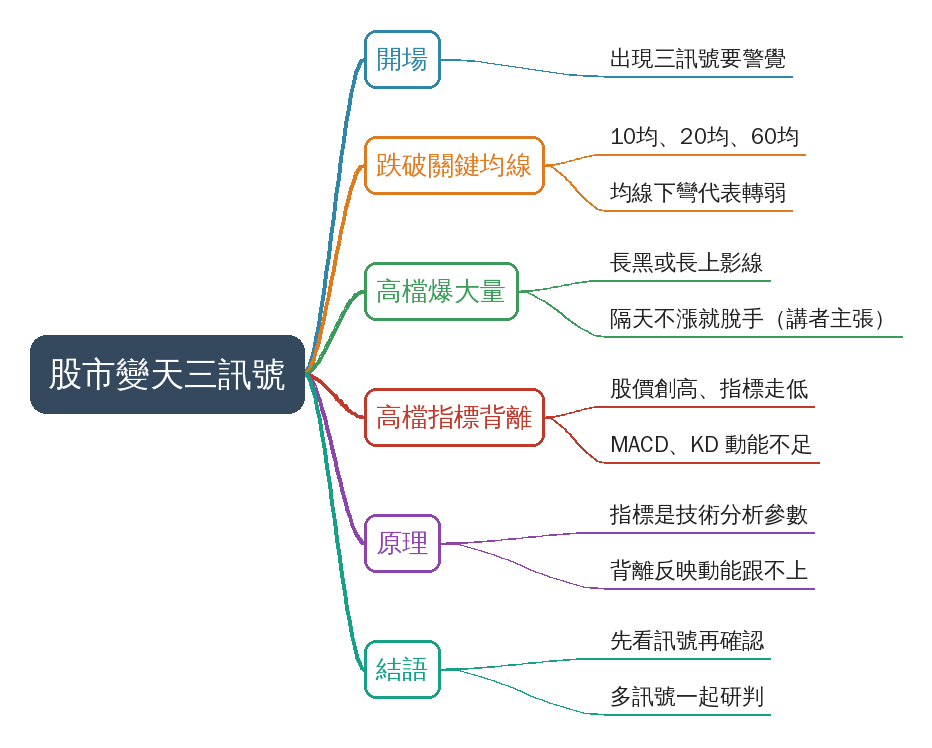 股市變天三訊號
開場
出現三訊號要警覺
跌破關鍵均線
10均、20均、60均
均線下彎代表轉弱
高檔爆大量
長黑或長上影線
隔天不漲就脫手（講者主張）
高檔指標背離
股價創高、指標走低
MACD、KD 動能不足
原理
指標是技術分析參數
背離反映動能跟不上
結語
先看訊號再確認
多訊號一起研判